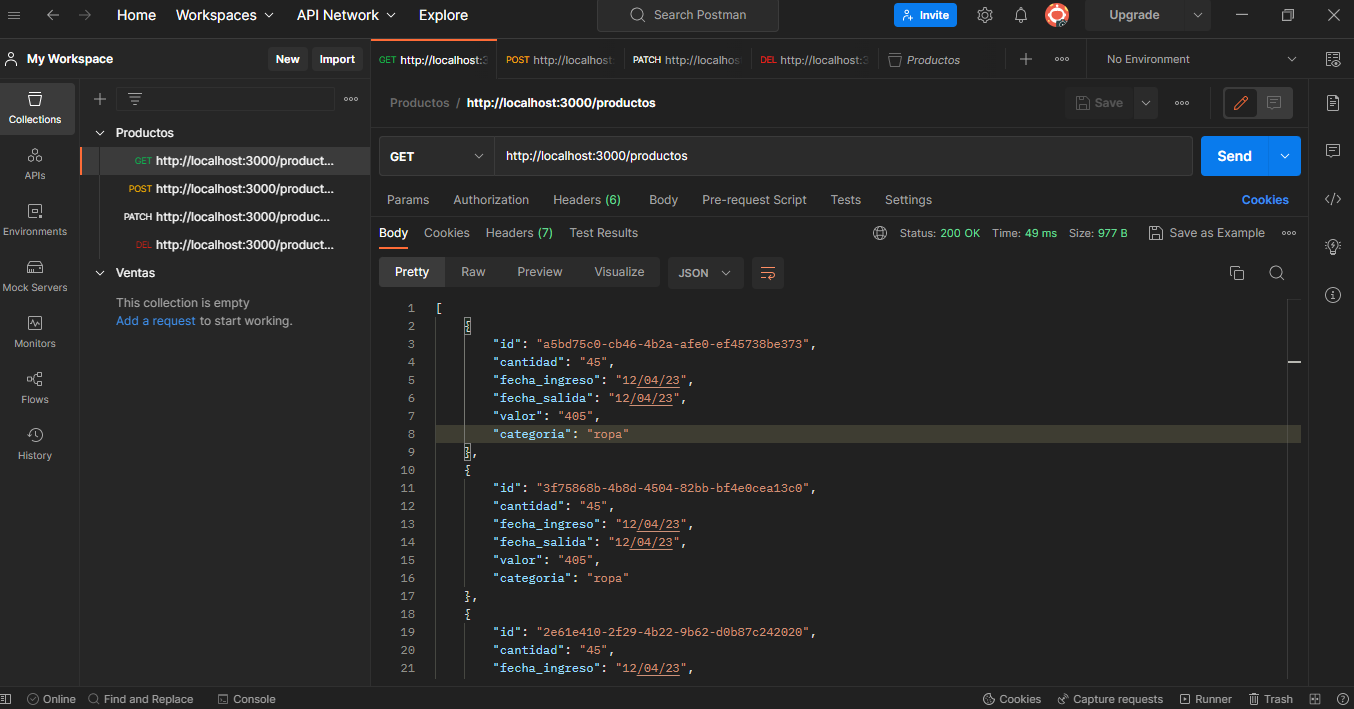 Home Workspaces API Network Explore Search Postman Invite Upgrade
My Workspace New Import
GET http://localhost:3 POST http://localhost: PATCH http://localhos DEL http://localhost:3 Productos No Environment
Collections
APIs
Environments
Mock Servers
Monitors
Flows
History
Productos
GET http://localhost:3000/product...
POST http://localhost:3000/product...
PATCH http://localhost:3000/produc...
DEL http://localhost:3000/product...
Ventas
This collection is empty
Add a request to start working.
Productos / http://localhost:3000/productos Save
GET http://localhost:3000/productos Send
Params Authorization Headers (6) Body Pre-request Script Tests Settings Cookies
Body Cookies Headers (7) Test Results Status: 200 OK Time: 49 ms Size: 977 B Save as Example
Pretty Raw Preview Visualize JSON
1 [
2 {
3 "id": "a5bd75c0-cb46-4b2a-afe0-ef45738be373",
4 "cantidad": "45",
5 "fecha_ingreso": "12/04/23",
6 "fecha_salida": "12/04/23",
7 "valor": "405",
8 "categoria": "ropa"
9 },
10 {
11 "id": "3f75868b-4b8d-4504-82bb-bf4e0cea13c0",
12 "cantidad": "45",
13 "fecha_ingreso": "12/04/23",
14 "fecha_salida": "12/04/23",
15 "valor": "405",
16 "categoria": "ropa"
17 },
18 {
19 "id": "2e61e410-2f29-4b22-9b62-d0b87c242020",
20 "cantidad": "45",
21 "fecha_ingreso": "12/04/23",
Online Find and Replace Console Cookies Capture requests Runner Trash